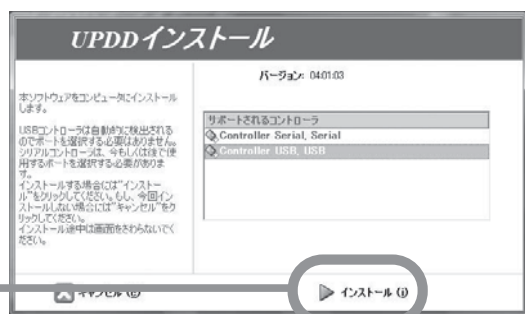 UPDDインストール
バージョン: 04.01.03
本ソフトウェアをコンピュータにインストール
します。
USBコントローラは自動的に検出される
のでポートを選択する必要はありません。
シリアルコントローラは、今もしくは後で使
用するポートを選択する必要がありま
す。
インストールする場合には"インストー
ル"をクリックしてください。もし、今回イン
ストールしない場合には"キャンセル"をク
リックしてください。
インストール途中は画面をさわらないでく
ださい。
サポートされるコントローラ
Controller Serial, Serial
Controller USB, USB
キャンセル (c)
インストール (i)